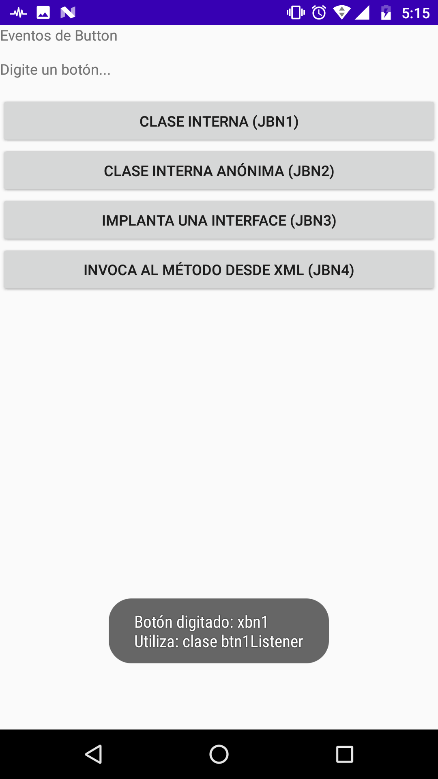 5:15
Eventos de Button
Digite un botón...
CLASE INTERNA (JBN1)
CLASE INTERNA ANÓNIMA (JBN2)
IMPLANTA UNA INTERFACE (JBN3)
INVOCA AL MÉTODO DESDE XML (JBN4)
Botón digitado: xbn1
Utiliza: clase btn1Listener